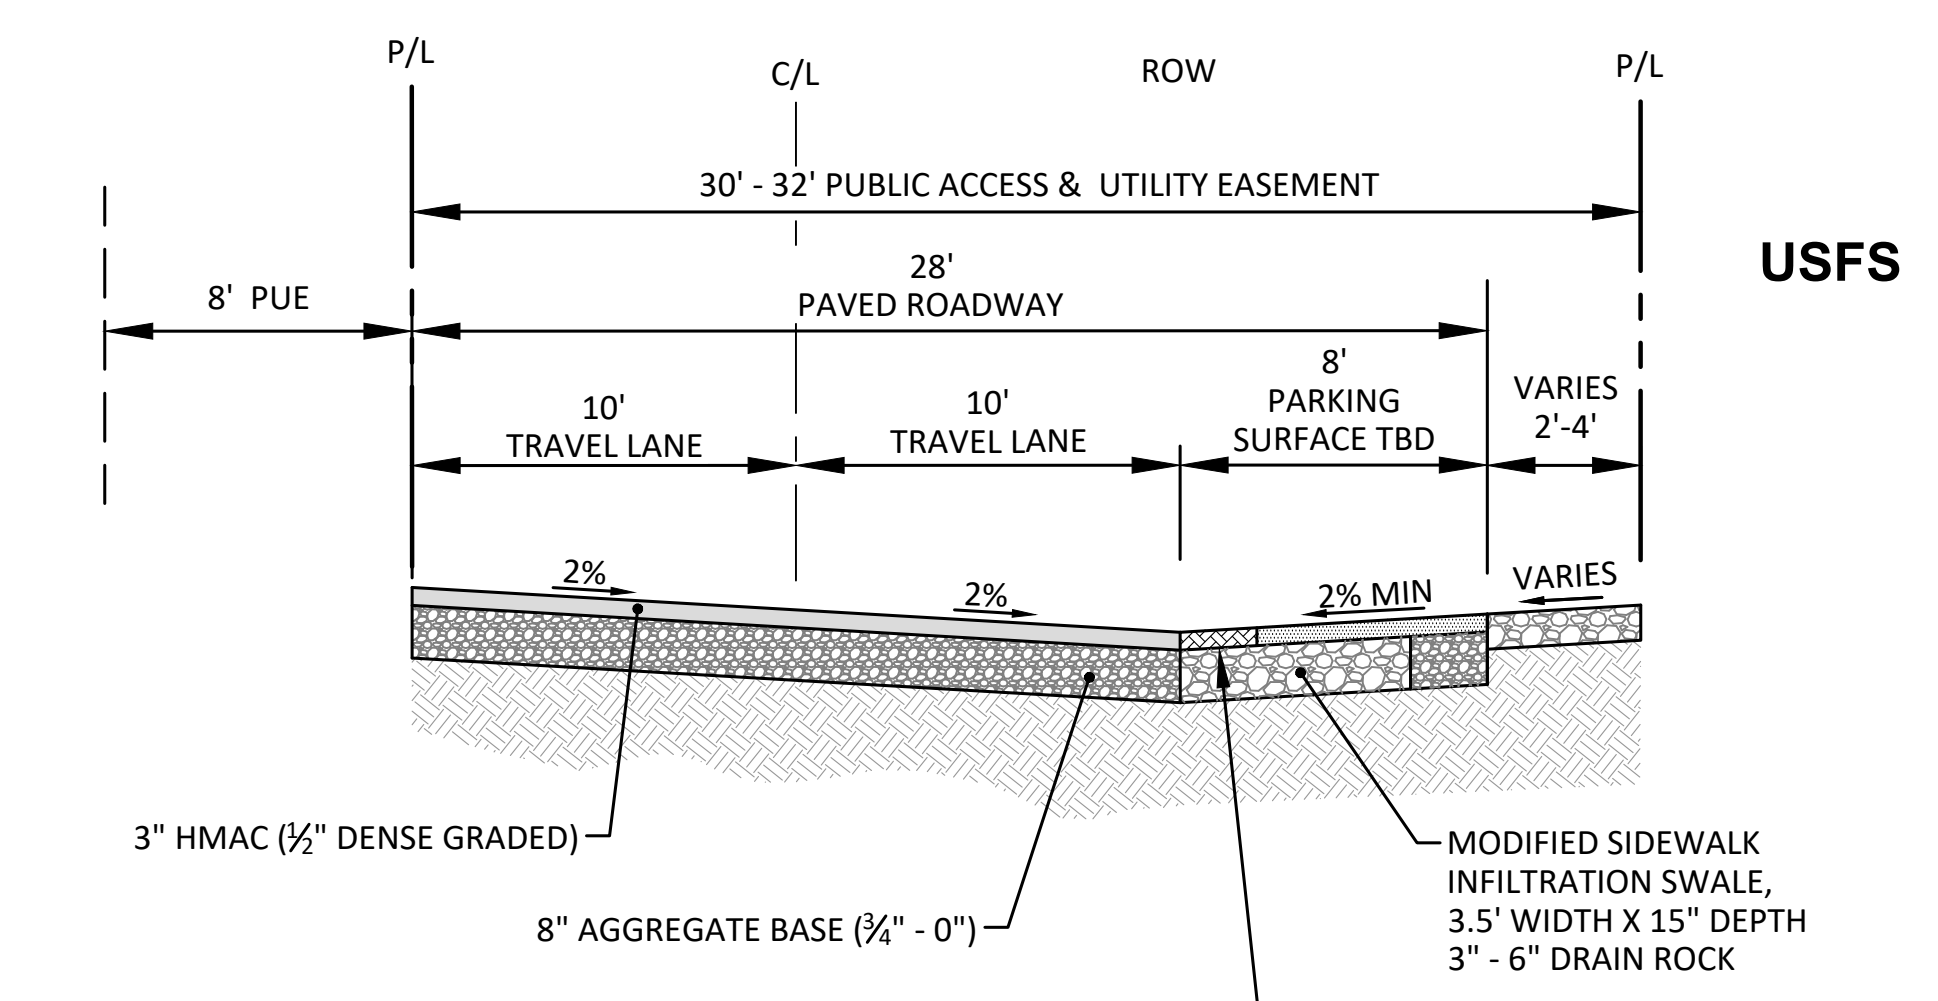 P/L
C/L
ROW
P/L
30' - 32' PUBLIC ACCESS & UTILITY EASEMENT
USFS
28'
PAVED ROADWAY
8' PUE
10'
TRAVEL LANE
10'
TRAVEL LANE
8'
PARKING
SURFACE TBD
VARIES
2'-4'
2%
2%
2% MIN
VARIES
3" HMAC (½" DENSE GRADED)
8" AGGREGATE BASE (¾" - 0")
MODIFIED SIDEWALK
INFILTRATION SWALE,
3.5' WIDTH X 15" DEPTH
3" - 6" DRAIN ROCK